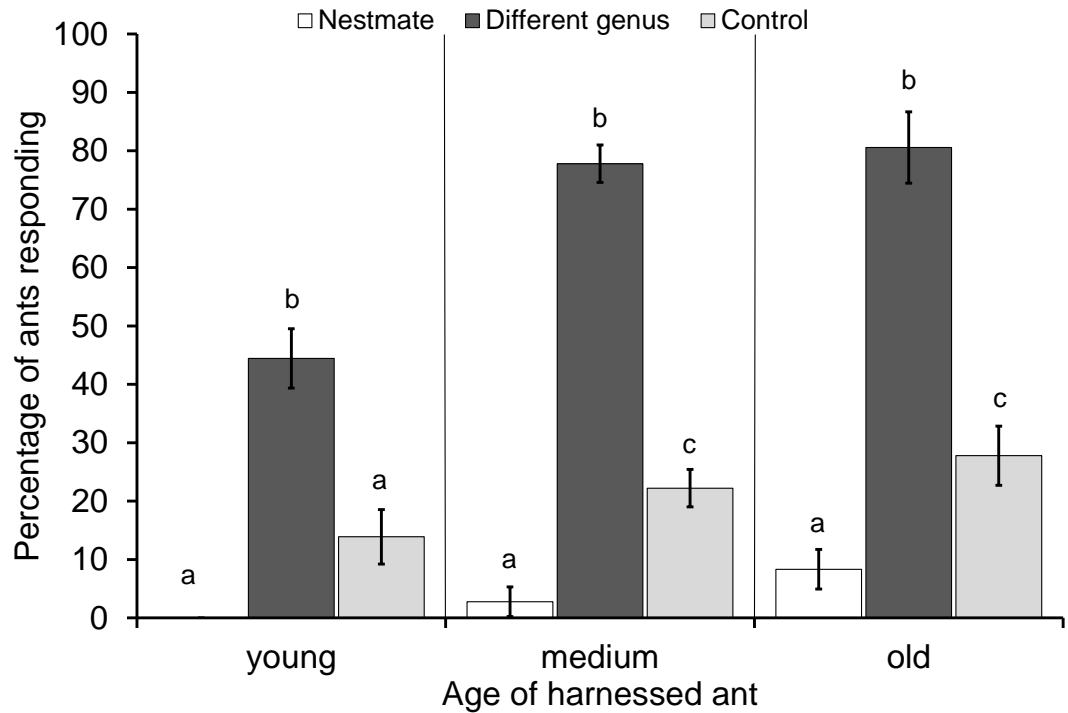 Nestmate Different genus Control
Percentage of ants responding
100
90
80
70
60
50
40
30
20
10
0
a
b
a
a
b
c
a
b
c
young medium old
Age of harnessed ant